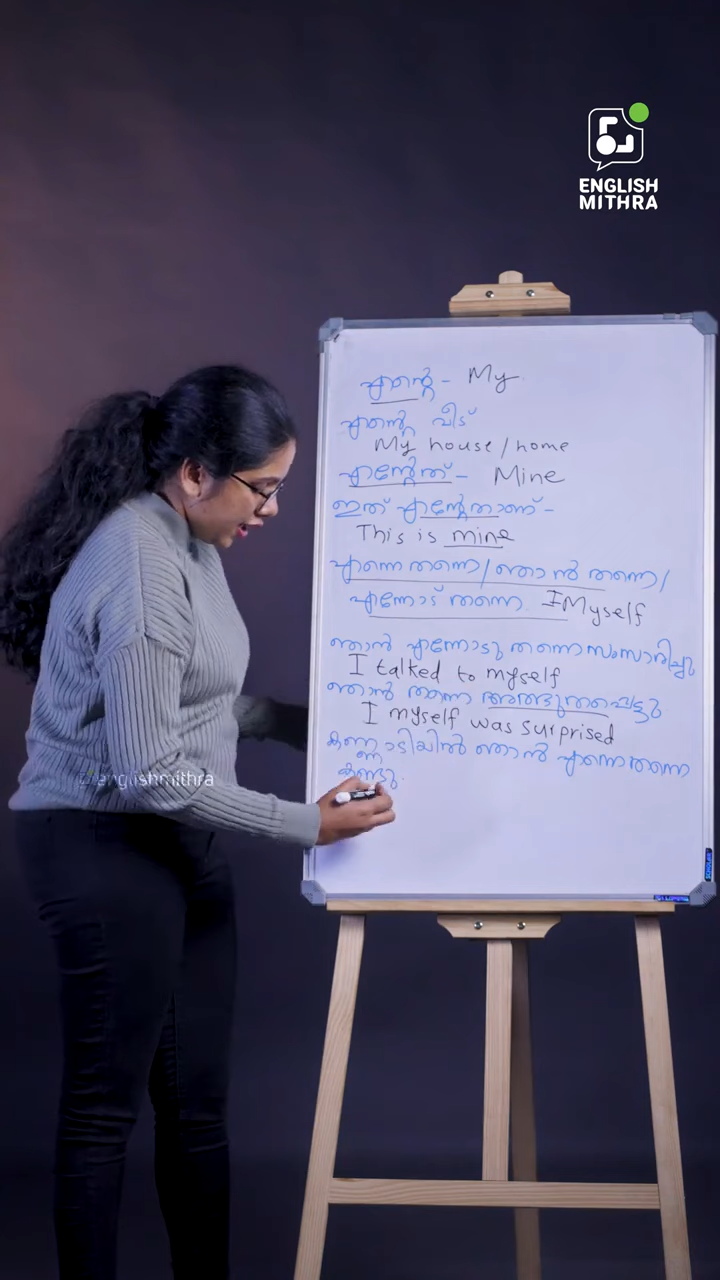 ENGLISH
MITHRA
എന്റെ - My
എന്റെ വീട്
My house / home
എന്റേത് - Mine
ഇത് എന്റേതാണ് -
This is mine
എന്നെ തന്നെ / ഞാൻ തന്നെ /
എന്നോട് തന്നെ. I Myself
ഞാൻ എന്നോടു തന്നെ സംസാരിച്ചു
I talked to myself
ഞാൻ തന്നെ അത്ഭുതപ്പെട്ടു
I myself was surprised
കണ്ണാടിയിൽ ഞാൻ എന്നെതന്നെ
കണ്ടു.
@englishmithra